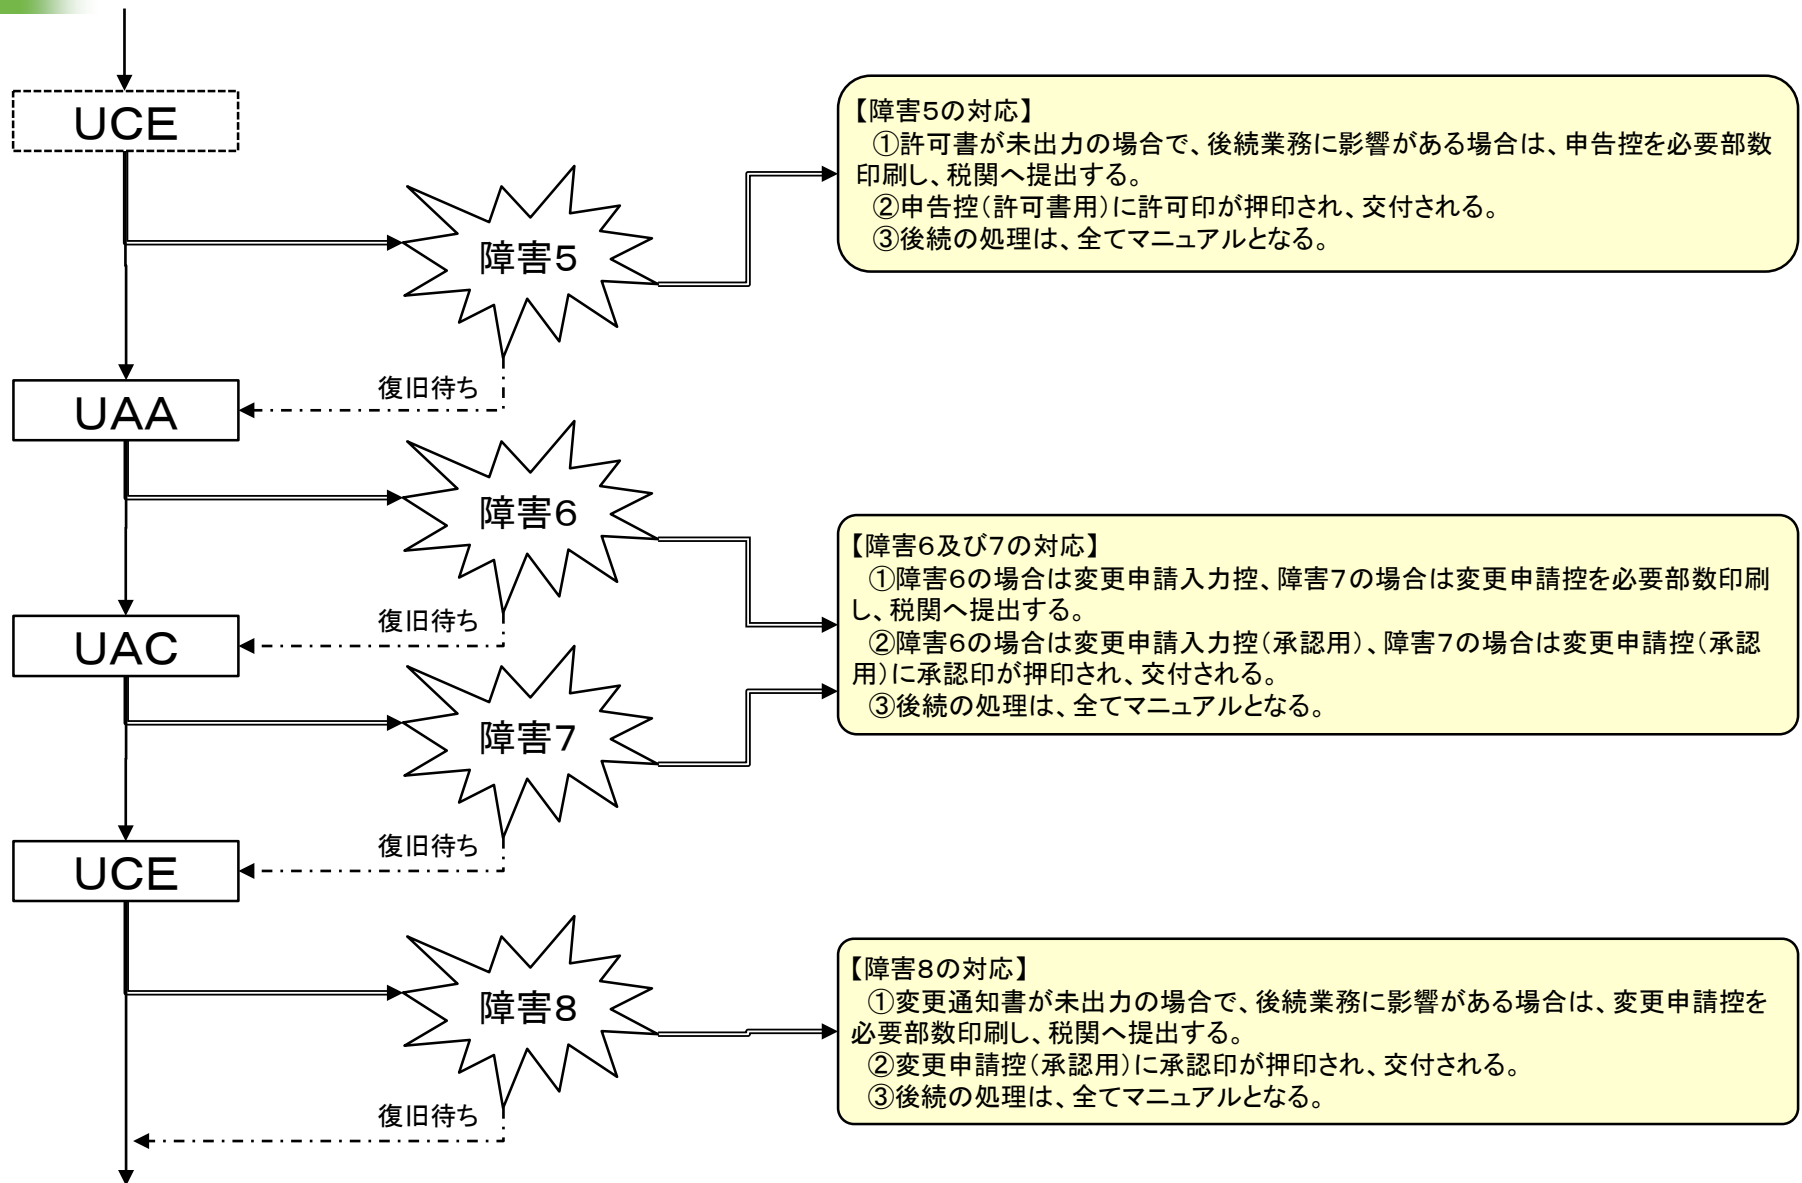 UCE
【障害5の対応】
①許可書が未出力の場合で、後続業務に影響がある場合は、申告控を必要部数
印刷し、税関へ提出する。
②申告控(許可書用)に許可印が押印され、交付される。
③後続の処理は、全てマニュアルとなる。
障害5
復旧待ち
UAA
障害6
【障害6及び7の対応】
①障害6の場合は変更申請入力控、障害7の場合は変更申請控を必要部数印刷
し、税関へ提出する。
②障害6の場合は変更申請入力控(承認用)、障害7の場合は変更申請控(承認
用)に承認印が押印され、交付される。
③後続の処理は、全てマニュアルとなる。
復旧待ち
UAC
障害7
復旧待ち
UCE
障害8
【障害8の対応】
①変更通知書が未出力の場合で、後続業務に影響がある場合は、変更申請控を
必要部数印刷し、税関へ提出する。
②変更申請控(承認用)に承認印が押印され、交付される。
③後続の処理は、全てマニュアルとなる。
復旧待ち